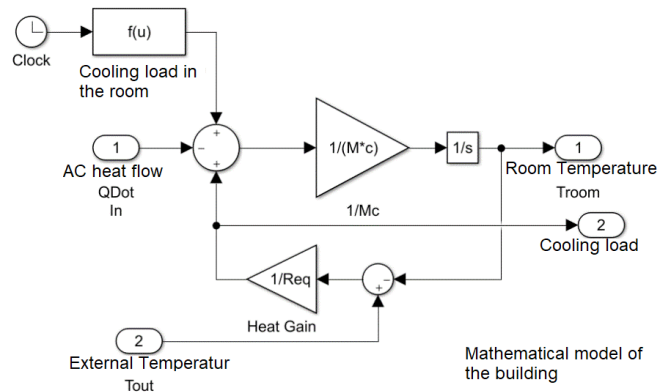 f(u)
Clock
Cooling load in
the room
+
1
−
+
1/(M*c)
1/s
1
AC heat flow
QDot
In
Room Temperature
Troom
1/Mc
2
Cooling load
1/Req
−
+
Heat Gain
2
External Temperatur
Tout
Mathematical model of
the building